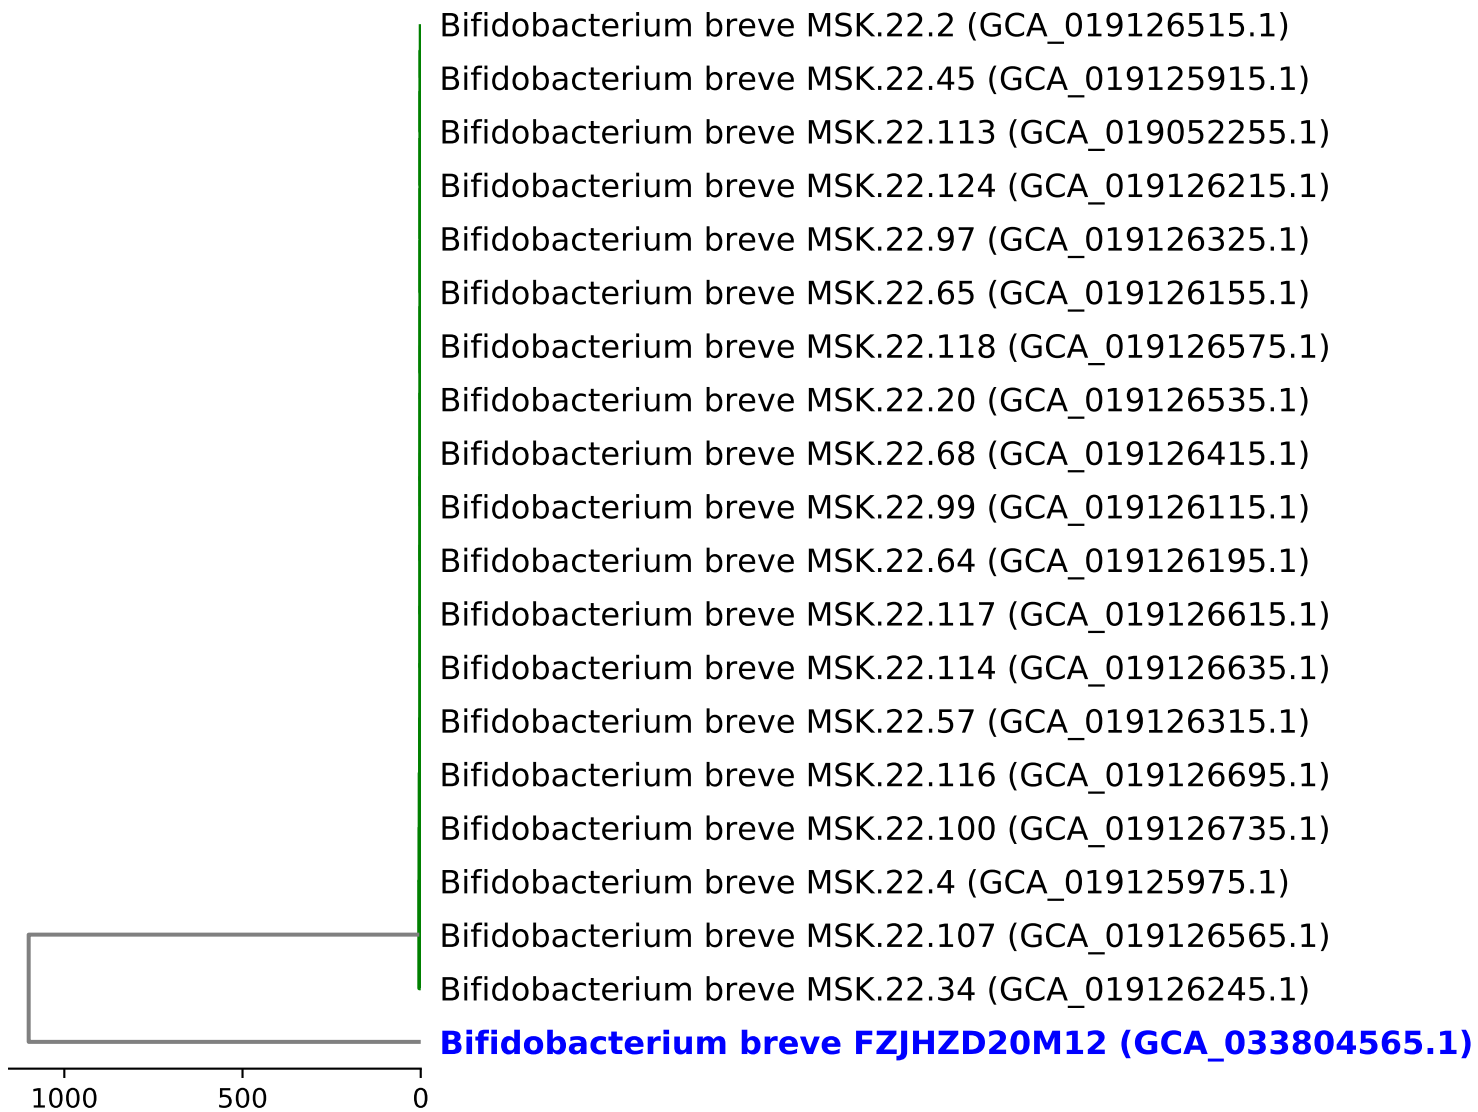 Bifidobacterium breve MSK.22.2 (GCA_019126515.1)
Bifidobacterium breve MSK.22.45 (GCA_019125915.1)
Bifidobacterium breve MSK.22.113 (GCA_019052255.1)
Bifidobacterium breve MSK.22.124 (GCA_019126215.1)
Bifidobacterium breve MSK.22.97 (GCA_019126325.1)
Bifidobacterium breve MSK.22.65 (GCA_019126155.1)
Bifidobacterium breve MSK.22.118 (GCA_019126575.1)
Bifidobacterium breve MSK.22.20 (GCA_019126535.1)
Bifidobacterium breve MSK.22.68 (GCA_019126415.1)
Bifidobacterium breve MSK.22.99 (GCA_019126115.1)
Bifidobacterium breve MSK.22.64 (GCA_019126195.1)
Bifidobacterium breve MSK.22.117 (GCA_019126615.1)
Bifidobacterium breve MSK.22.114 (GCA_019126635.1)
Bifidobacterium breve MSK.22.57 (GCA_019126315.1)
Bifidobacterium breve MSK.22.116 (GCA_019126695.1)
Bifidobacterium breve MSK.22.100 (GCA_019126735.1)
Bifidobacterium breve MSK.22.4 (GCA_019125975.1)
Bifidobacterium breve MSK.22.107 (GCA_019126565.1)
Bifidobacterium breve MSK.22.34 (GCA_019126245.1)
Bifidobacterium breve FZJHZD20M12 (GCA_033804565.1)
1000 500 0